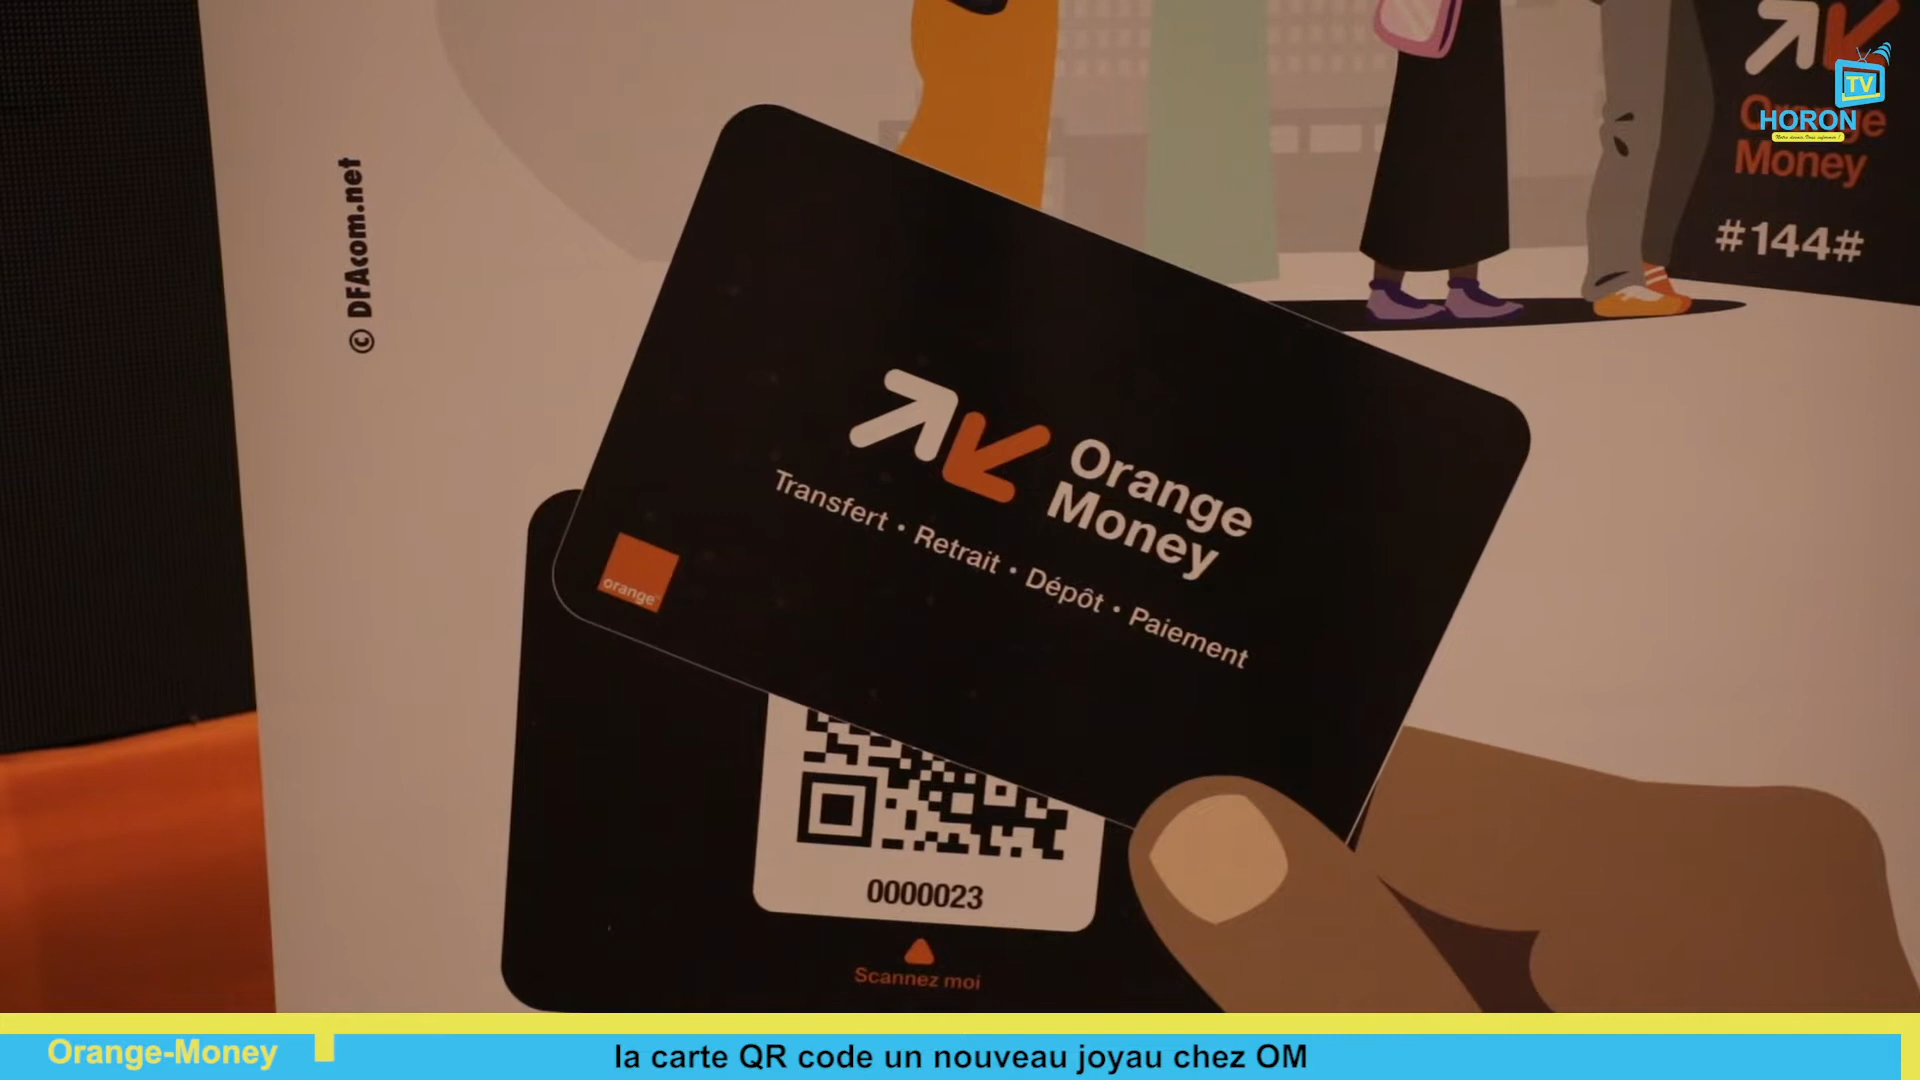 © DFAcom.net
TV
HORON
Orange
Money
#144#
Orange
Money
Transfert • Retrait • Dépôt • Paiement
orange
0000023
Scannez moi
Orange-Money
la carte QR code un nouveau joyau chez OM